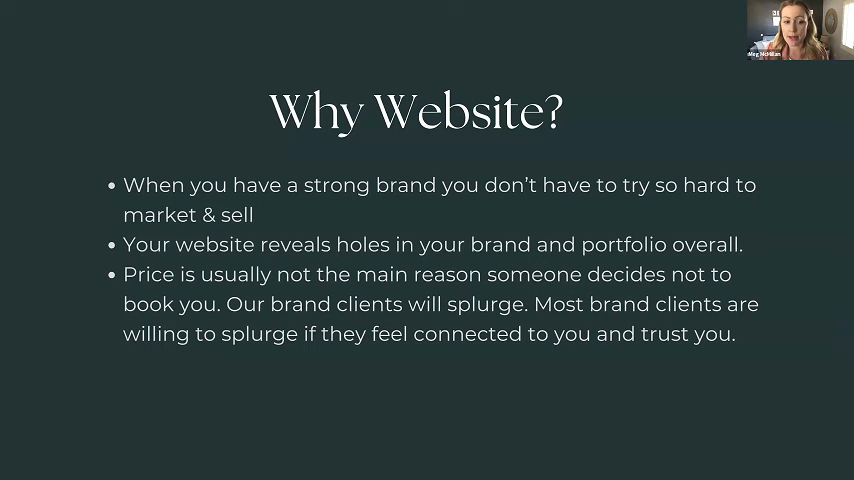 Why Website?
• When you have a strong brand you don't have to try so hard to
market & sell
• Your website reveals holes in your brand and portfolio overall.
• Price is usually not the main reason someone decides not to
book you. Our brand clients will splurge. Most brand clients are
willing to splurge if they feel connected to you and trust you.
Meg McMillan